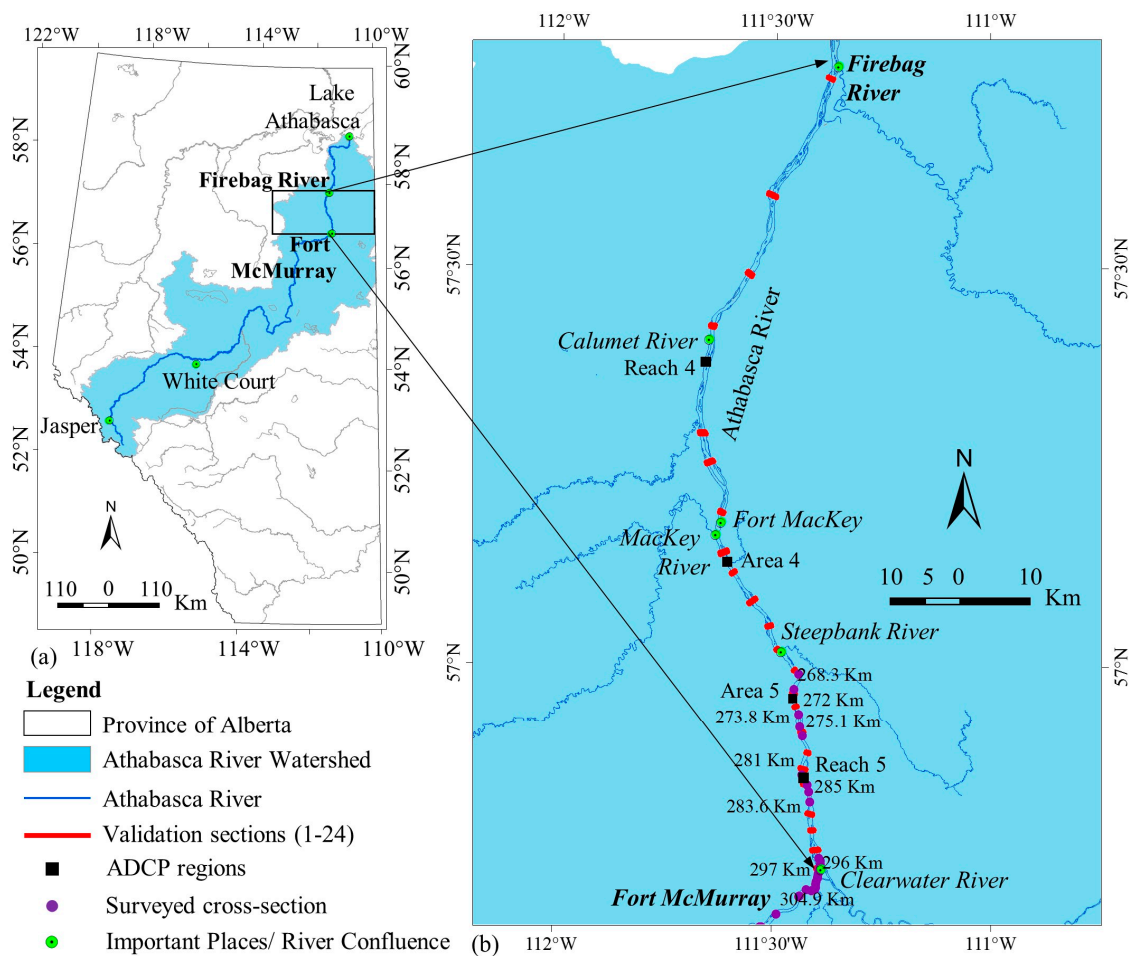 122°W 118°W 114°W 110°W
60°N
58°N
56°N
54°N
52°N
50°N
58°N
56°N
54°N
52°N
50°N
Lake
Athabasca
Firebag River
Fort
McMurray
White Court
Jasper
N
110 0 110
Km
118°W 114°W 110°W
(a)
Legend
Province of Alberta
Athabasca River Watershed
Athabasca River
Validation sections (1-24)
ADCP regions
Surveyed cross-section
Important Places/ River Confluence
112°W 111°30'W 111°W
57°30'N
57°N
57°30'N
57°N
Firebag
River
Calumet River
Reach 4
Athabasca River
Fort MacKey
MacKey
River
Area 4
N
10 5 0 10
Km
Steepbank River
268.3 Km
Area 5
272 Km
273.8 Km
275.1 Km
281 Km
Reach 5
285 Km
283.6 Km
296 Km
297 Km
Clearwater River
Fort McMurray
304.9 Km
(b)
112°W 111°30'W 111°W